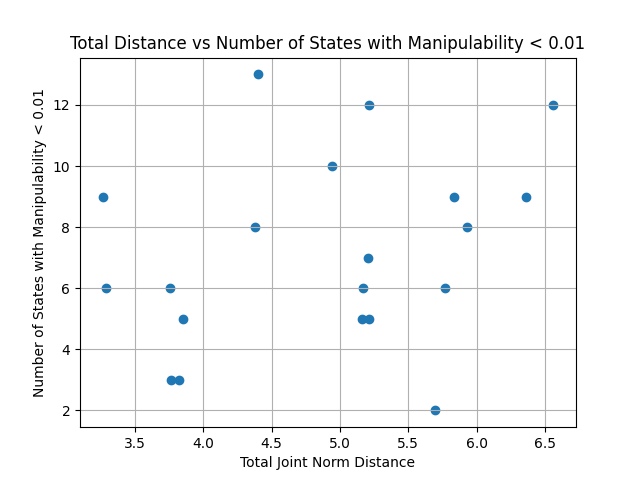 Total Distance vs Number of States with Manipulability < 0.01
Number of States with Manipulability < 0.01
12
10
8
6
4
2
3.5 4.0 4.5 5.0 5.5 6.0 6.5
Total Joint Norm Distance